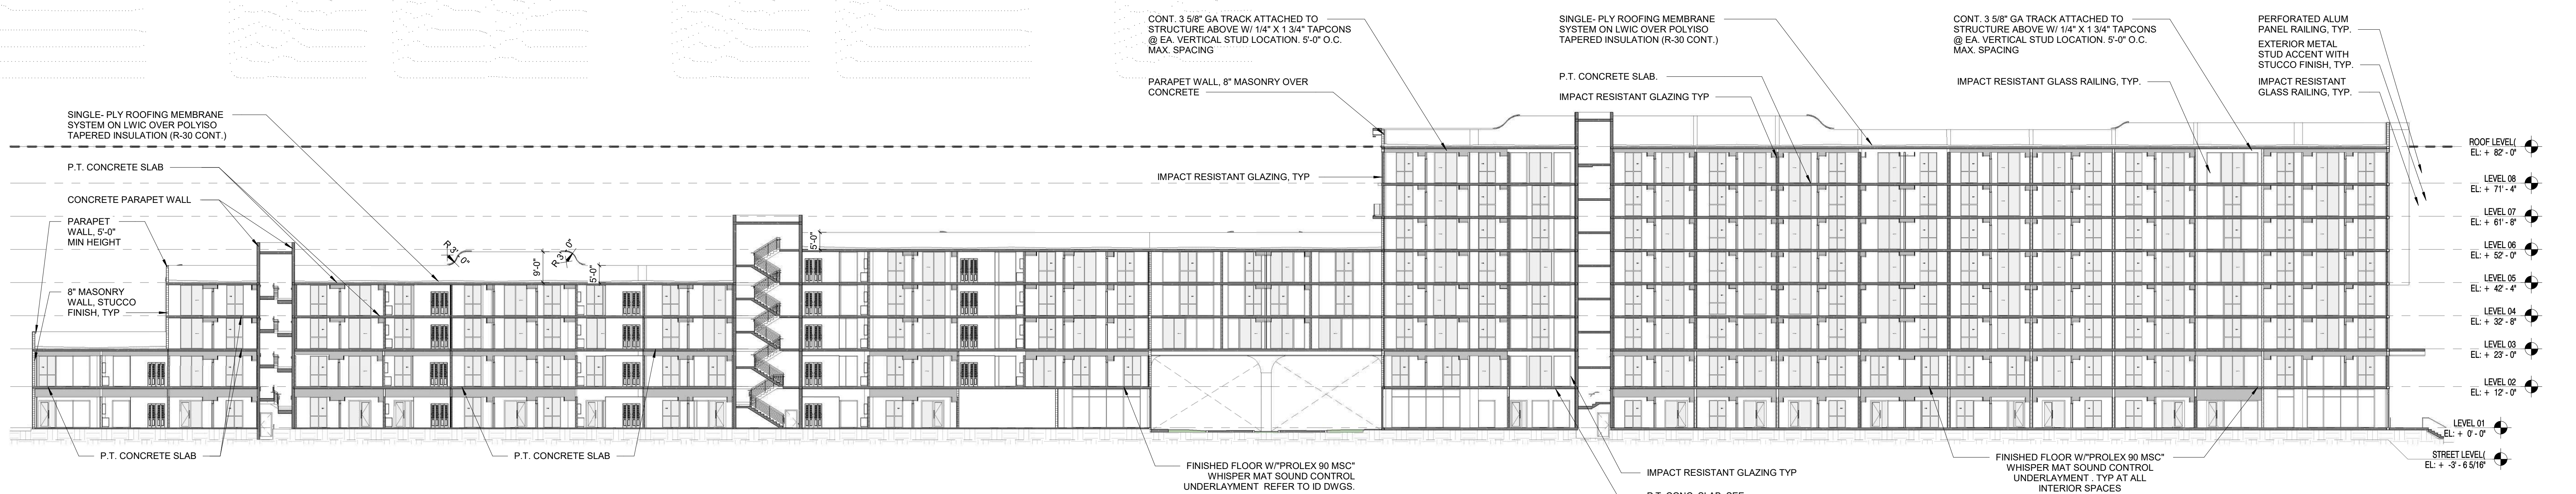 CONT. 3 5/8" GA TRACK ATTACHED TO
STRUCTURE ABOVE W/ 1/4" X 1 3/4" TAPCONS
@ EA. VERTICAL STUD LOCATION. 5'-0" O.C.
MAX. SPACING
PARAPET WALL, 8" MASONRY OVER
CONCRETE
IMPACT RESISTANT GLAZING, TYP
SINGLE- PLY ROOFING MEMBRANE
SYSTEM ON LWIC OVER POLYISO
TAPERED INSULATION (R-30 CONT.)
P.T. CONCRETE SLAB.
IMPACT RESISTANT GLAZING TYP
CONT. 3 5/8" GA TRACK ATTACHED TO
STRUCTURE ABOVE W/ 1/4" X 1 3/4" TAPCONS
@ EA. VERTICAL STUD LOCATION. 5'-0" O.C.
MAX. SPACING
IMPACT RESISTANT GLASS RAILING, TYP.
PERFORATED ALUM
PANEL RAILING, TYP.
EXTERIOR METAL
STUD ACCENT WITH
STUCCO FINISH, TYP.
IMPACT RESISTANT
GLASS RAILING, TYP.
SINGLE- PLY ROOFING MEMBRANE
SYSTEM ON LWIC OVER POLYISO
TAPERED INSULATION (R-30 CONT.)
P.T. CONCRETE SLAB
CONCRETE PARAPET WALL
PARAPET
WALL, 5'-0"
MIN HEIGHT
8" MASONRY
WALL, STUCCO
FINISH, TYP
R 3'- 0"
9'-0"
R 3'- 0"
5'-0"
5'-0"
ROOF LEVEL(
EL: + 82' - 0"
LEVEL 08
EL: + 71' - 4"
LEVEL 07
EL: + 61' - 8"
LEVEL 06
EL: + 52' - 0"
LEVEL 05
EL: + 42' - 4"
LEVEL 04
EL: + 32' - 8"
LEVEL 03
EL: + 23' - 0"
LEVEL 02
EL: + 12' - 0"
LEVEL 01
EL: + 0' - 0"
STREET LEVEL(
EL: + -3' - 6 5/16"
P.T. CONCRETE SLAB
P.T. CONCRETE SLAB
FINISHED FLOOR W/"PROLEX 90 MSC"
WHISPER MAT SOUND CONTROL
UNDERLAYMENT REFER TO ID DWGS.
IMPACT RESISTANT GLAZING TYP
P.T. CONC. SLAB, SEE
FINISHED FLOOR W/"PROLEX 90 MSC"
WHISPER MAT SOUND CONTROL
UNDERLAYMENT . TYP AT ALL
INTERIOR SPACES